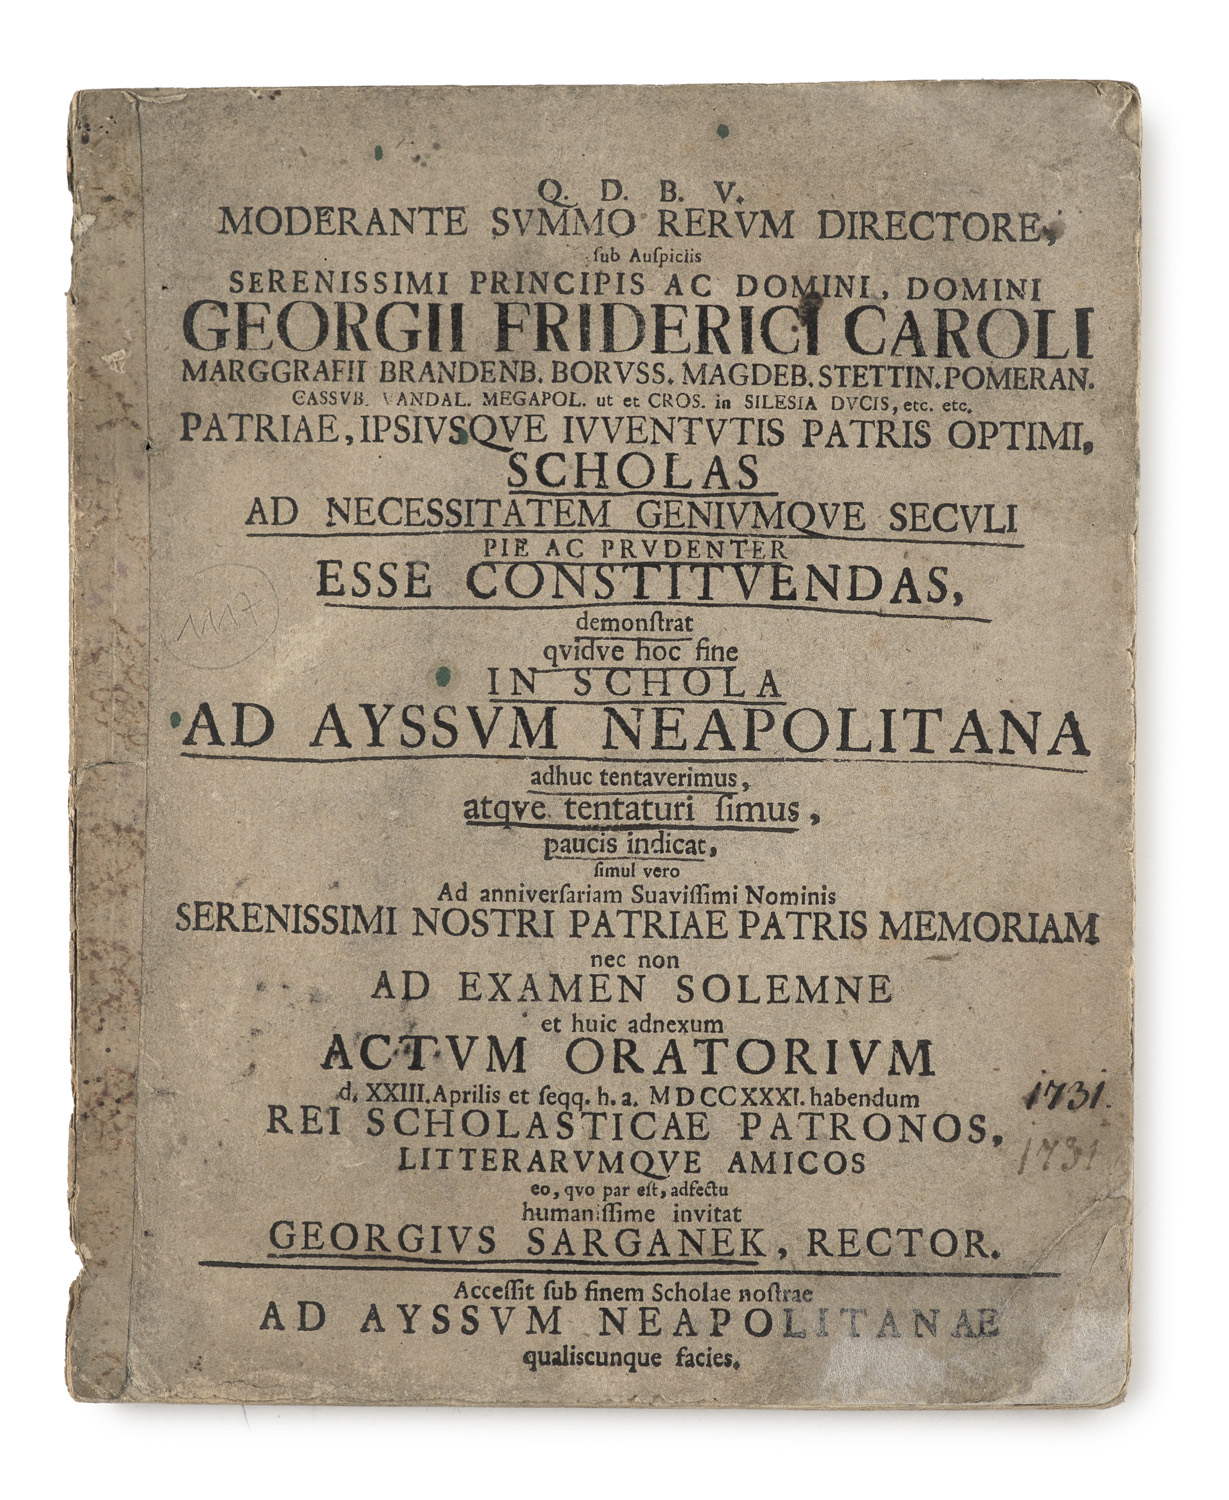 Q. D. B. V.
MODERANTE SVMMO RERVM DIRECTORE,
ſub Auſpiciis
SERENISSIMI PRINCIPIS AC DOMINI, DOMINI
GEORGII FRIDERICI CAROLI
MARGGRAFII BRANDENB. BORVSS. MAGDEB. STETTIN. POMERAN.
CASSVB. VANDAL. MEGAPOL. ut et CROS. in SILESIA DVCIS, etc. etc.
PATRIAE, IPSIVSQVE IVVENTVTIS PATRIS OPTIMI,
SCHOLAS
AD NECESSITATEM GENIVMQVE SECVLI
PIE AC PRVDENTER
ESSE CONSTITVENDAS,
demonſtrat
qvidve hoc fine
IN SCHOLA
AD AYSSVM NEAPOLITANA
adhuc tentaverimus,
atqve tentaturi ſimus,
paucis indicat,
ſimul vero
Ad anniverſariam Suaviſſimi Nominis
SERENISSIMI NOSTRI PATRIAE PATRIS MEMORIAM
nec non
AD EXAMEN SOLEMNE
et huic adnexum
ACTVM ORATORIVM
d. XXIII. Aprilis et ſeqq. h. a. MDCCXXXI. habendum
1731.
REI SCHOLASTICAE PATRONOS,
1731
LITTERARVMQVE AMICOS
eo, qvo par eſt, adfectu
humaniſſime invitat
GEORGIVS SARGANEK, RECTOR.
Acceſſit ſub finem Scholae noſtrae
AD AYSSVM NEAPOLITANAE
qualiscunque facies.